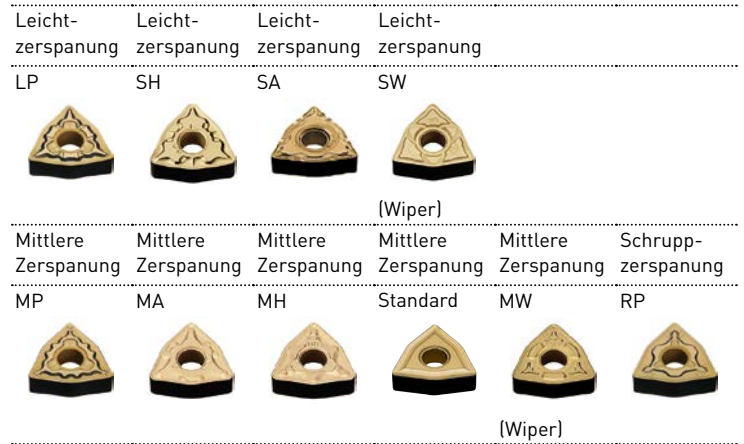 Leicht- Leicht- Leicht- Leicht-
zerspanung zerspanung zerspanung zerspanung
LP SH SA SW
(Wiper)
Mittlere Mittlere Mittlere Mittlere Mittlere Schrupp-
Zerspanung Zerspanung Zerspanung Zerspanung Zerspanung zerspanung
MP MA MH Standard MW RP
(Wiper)